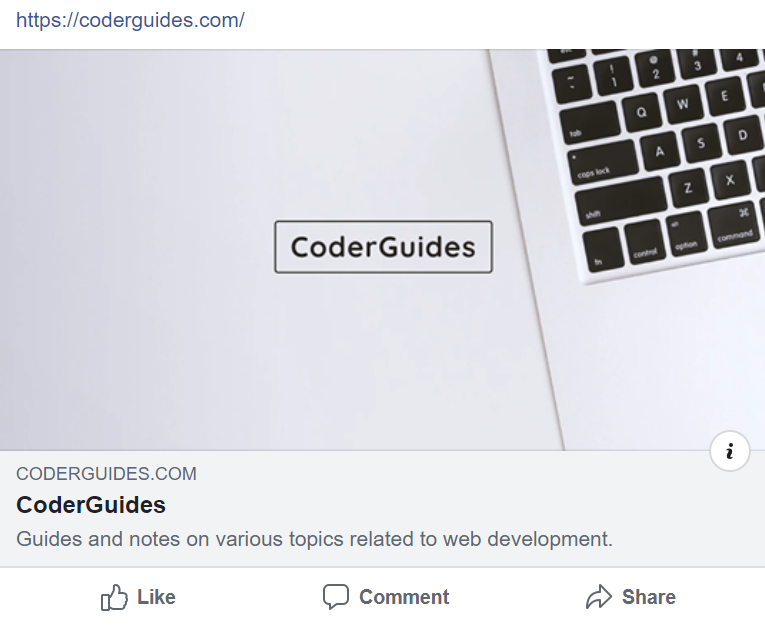 https://coderguides.com/
esc
! 1
@ 2
# 3
4
tab
Q
W
E
caps lock
A
S
D
shift
Z
X
fn
control
alt option
⌘ command
CoderGuides
i
CODERGUIDES.COM
CoderGuides
Guides and notes on various topics related to web development.
Like
Comment
Share